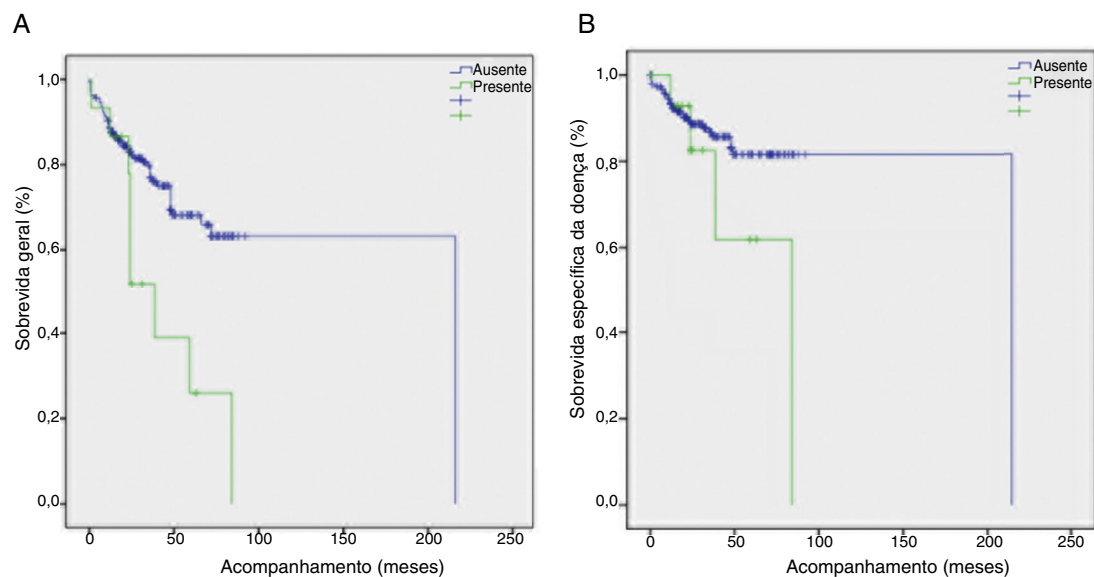 A
Sobrevida geral (%)
1,0
0,8
0,6
0,4
0,2
0,0
Ausente
Presente
0 50 100 150 200 250
Acompanhamento (meses)
B
Sobrevida específica da doença (%)
1,0
0,8
0,6
0,4
0,2
0,0
Ausente
Presente
0 50 100 150 200 250
Acompanhamento (meses)